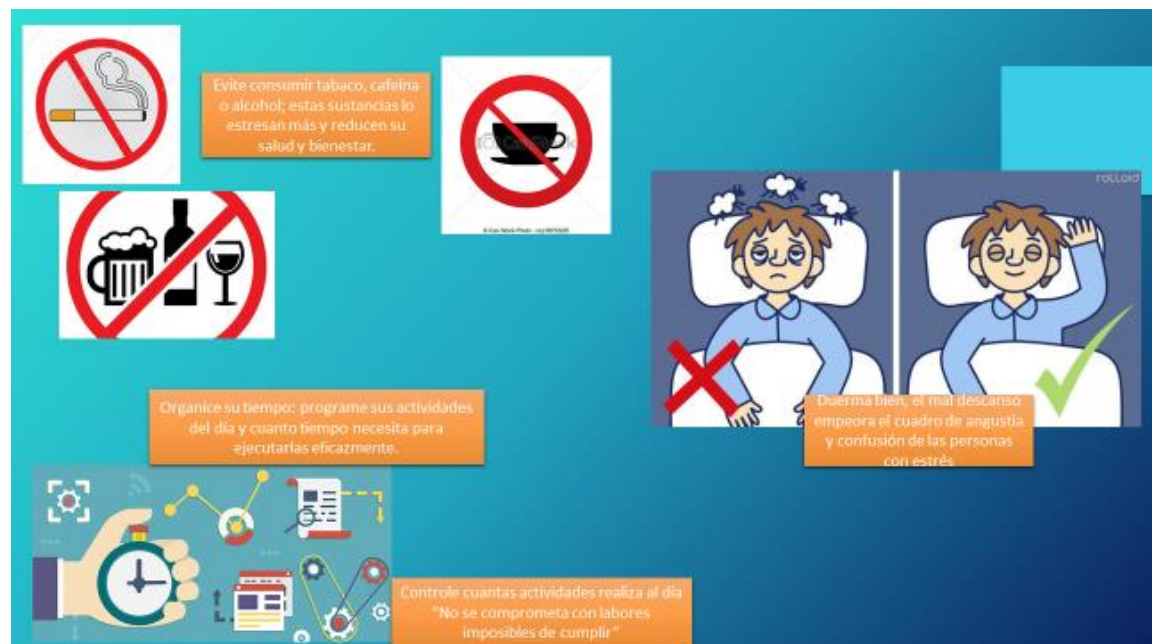 Evite consumir tabaco, cafeína
o alcohol; estas sustancias lo
estresan más y reducen su
salud y bienestar.
rolloid
Duerma bien, el mal descanso
empeora el cuadro de angustia
y confusión de las personas
con estrés
Organice su tiempo: programe sus actividades
del día y cuanto tiempo necesita para
ejecutarlas eficazmente.
Controle cuantas actividades realiza al día
"No se comprometa con labores
imposibles de cumplir"